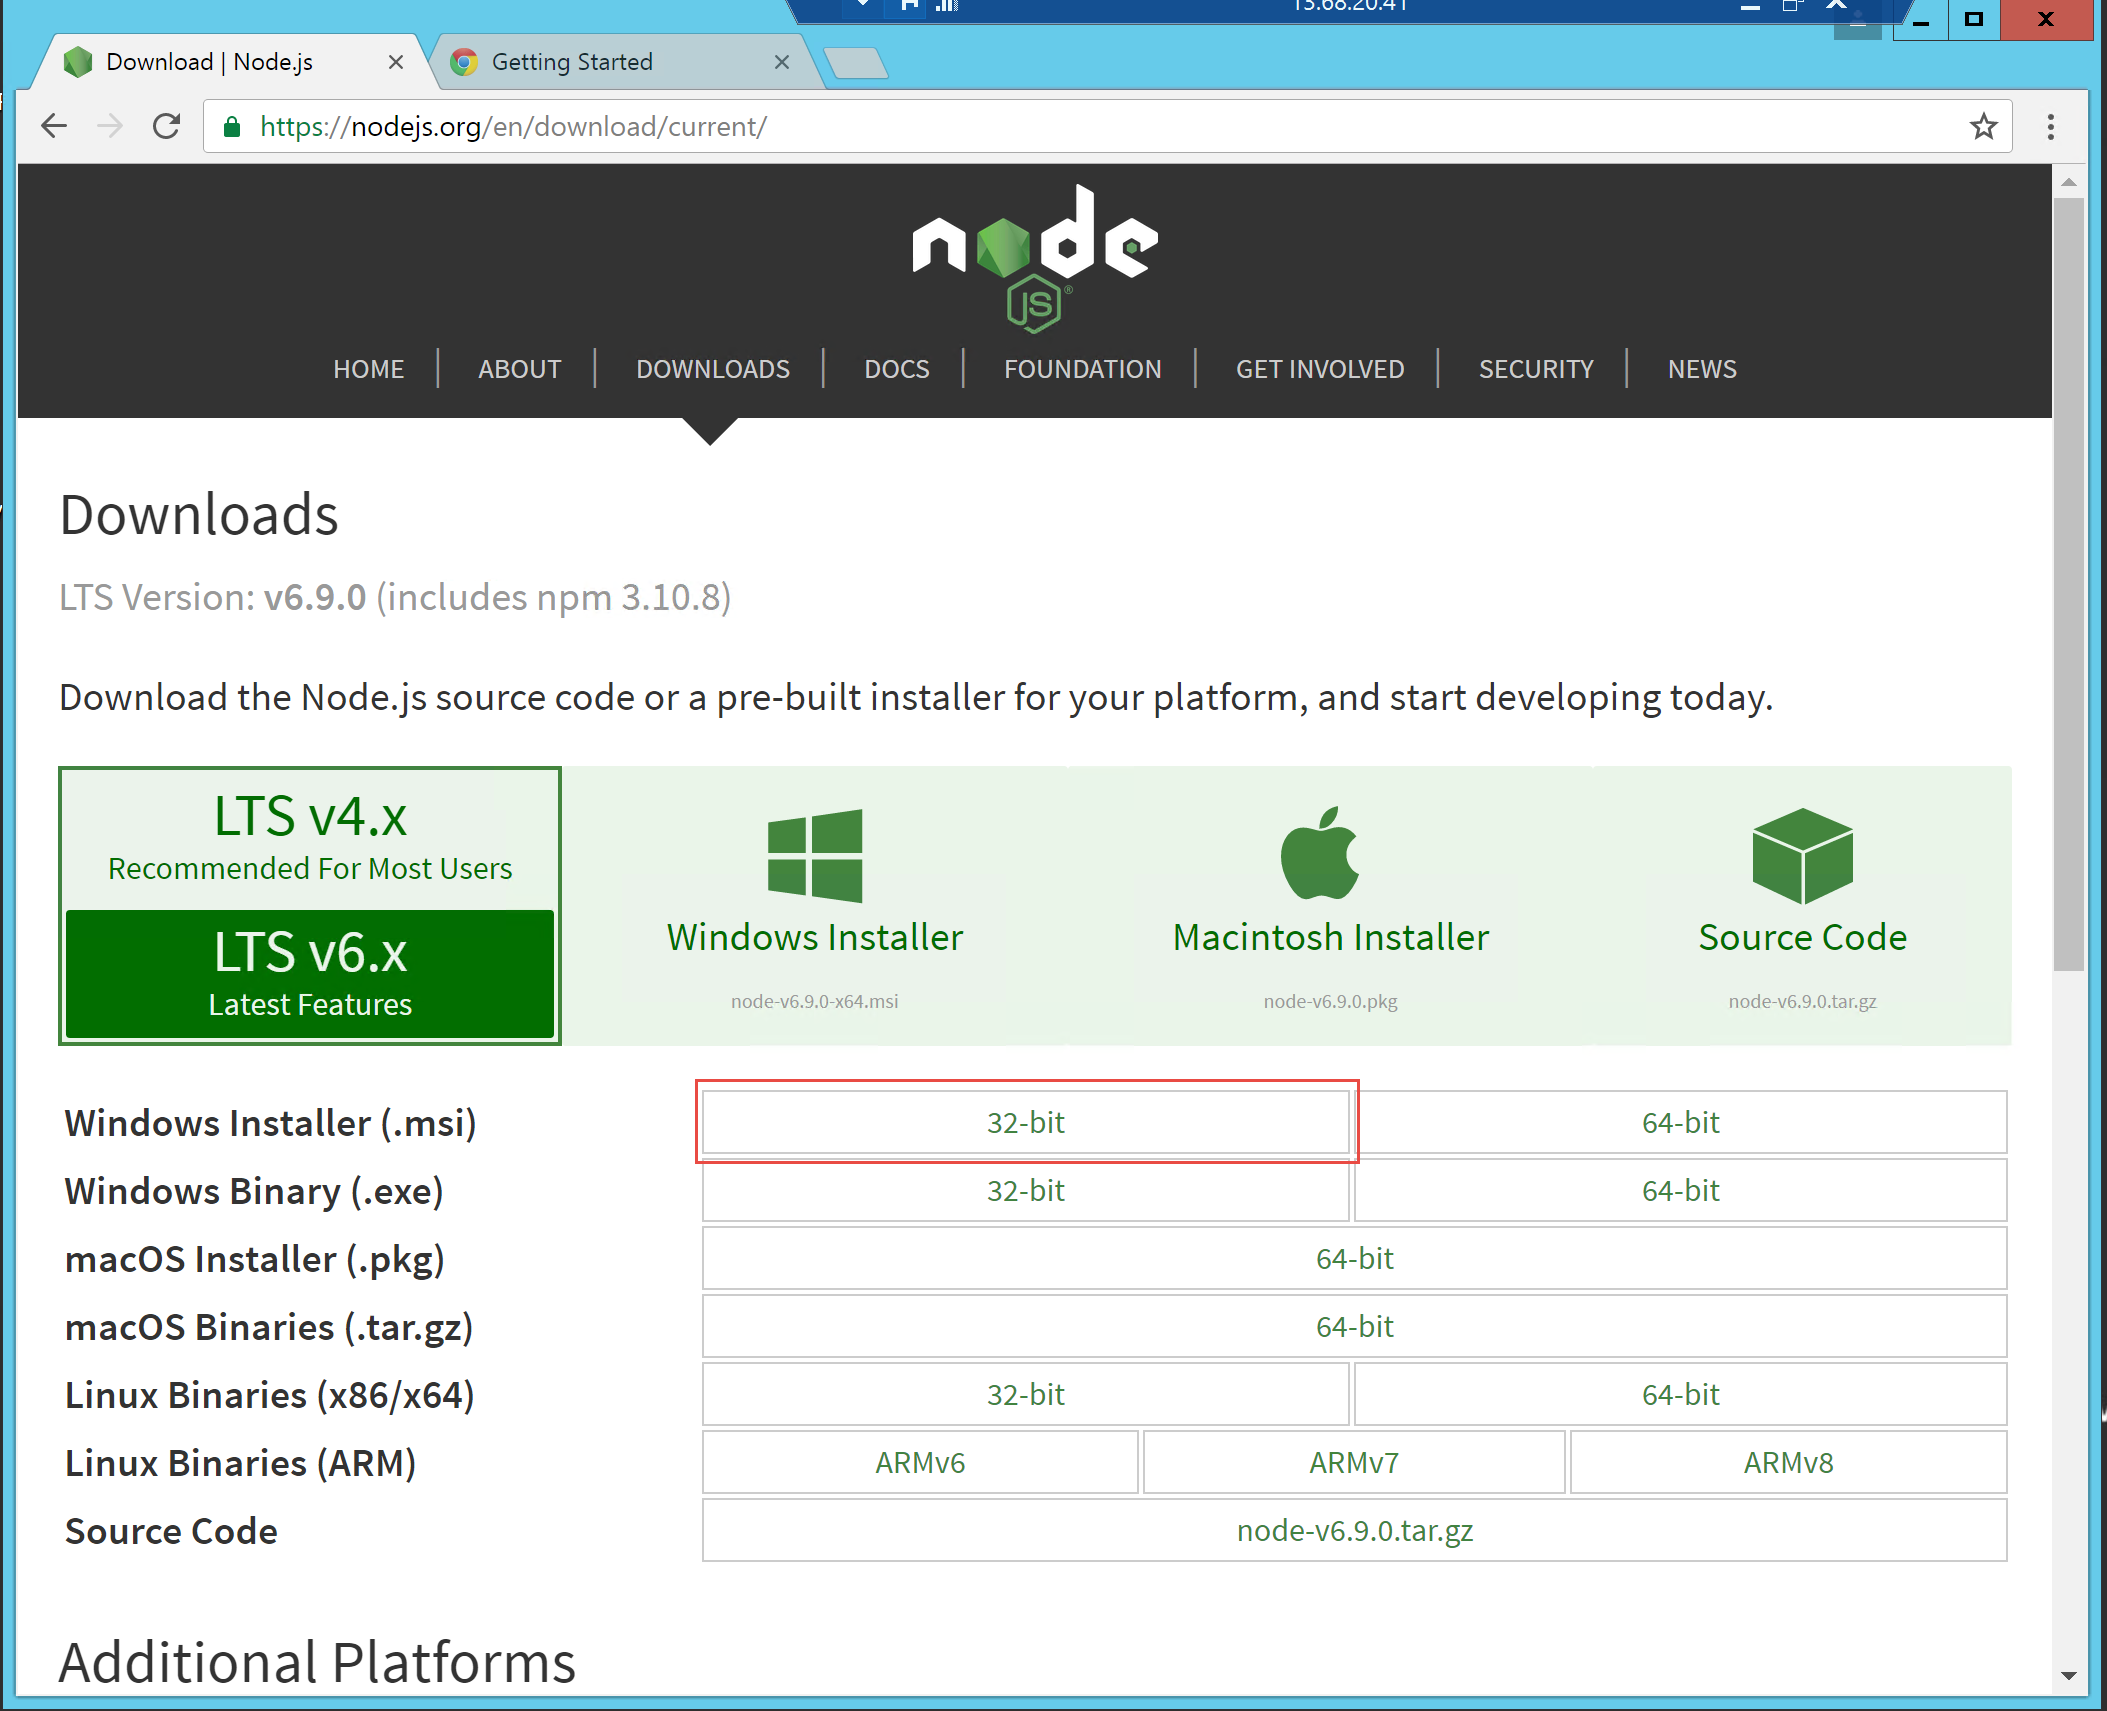 13.68.20.41
Download | Node.js
Getting Started
https://nodejs.org/en/download/current/
node
JS®
HOME
ABOUT
DOWNLOADS
DOCS
FOUNDATION
GET INVOLVED
SECURITY
NEWS
Downloads
LTS Version: v6.9.0 (includes npm 3.10.8)
Download the Node.js source code or a pre-built installer for your platform, and start developing today.
LTS v4.x
Recommended For Most Users
LTS v6.x
Latest Features
Windows Installer
node-v6.9.0-x64.msi
Macintosh Installer
node-v6.9.0.pkg
Source Code
node-v6.9.0.tar.gz
Windows Installer (.msi)
32-bit
64-bit
Windows Binary (.exe)
32-bit
64-bit
macOS Installer (.pkg)
64-bit
macOS Binaries (.tar.gz)
64-bit
Linux Binaries (x86/x64)
32-bit
64-bit
Linux Binaries (ARM)
ARMv6
ARMv7
ARMv8
Source Code
node-v6.9.0.tar.gz
Additional Platforms